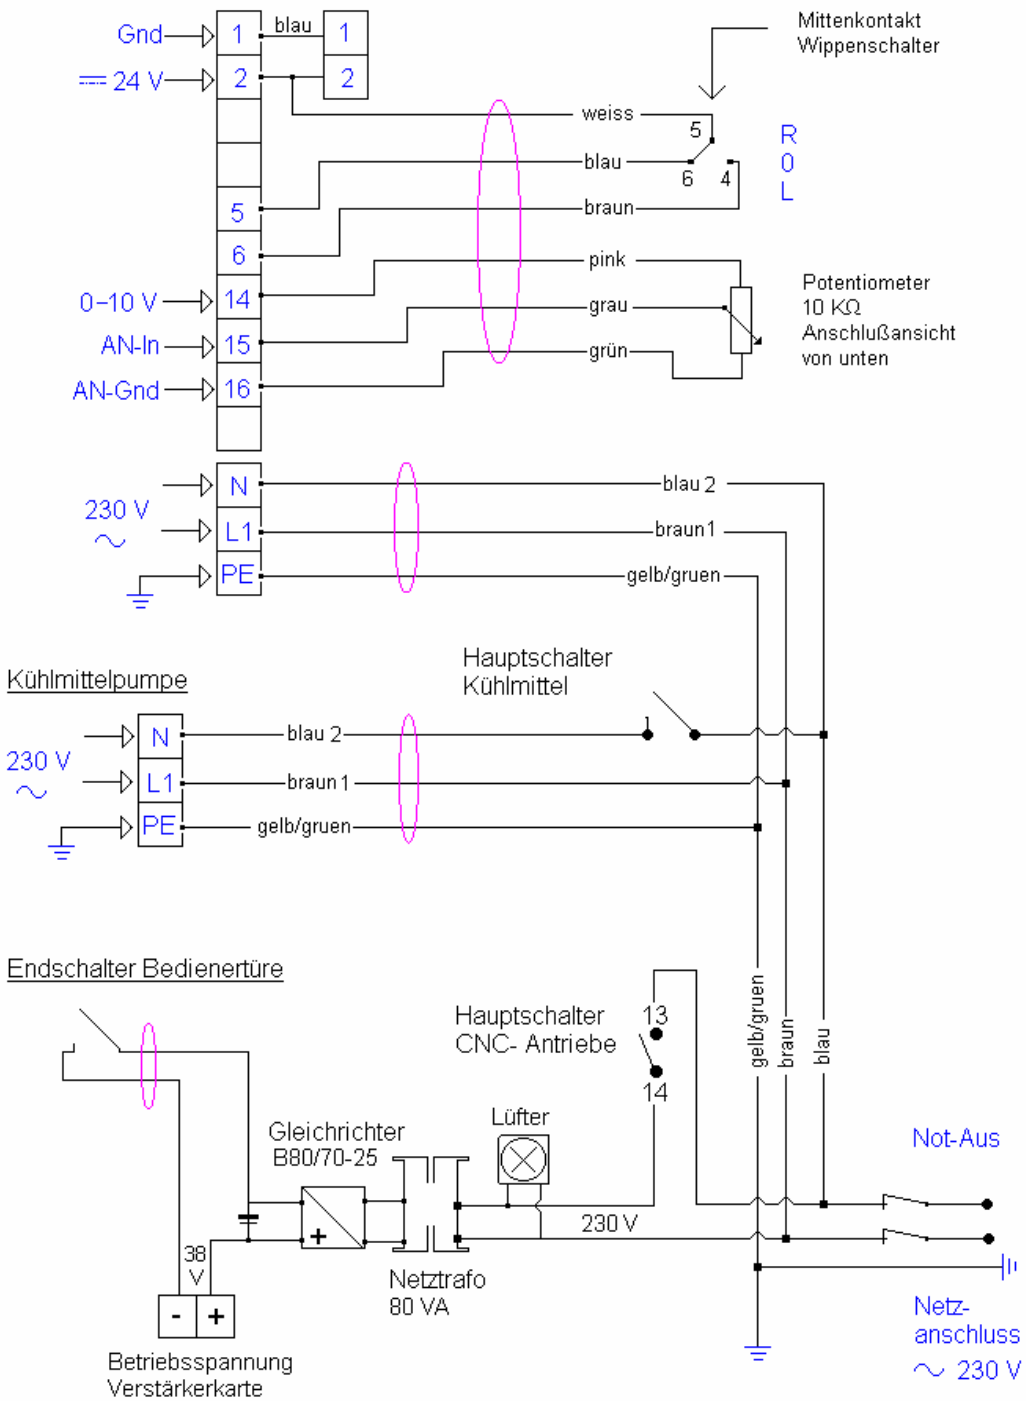 Gnd
1
blau
1
24 V
2
2
Mittenkontakt
Wippenschalter
weiss
5
R
0
L
blau
6
4
5
braun
6
pink
0-10 V
14
grau
AN-In
15
grün
AN-Gnd
16
Potentiometer
10 KΩ
Anschlußansicht
von unten
N
blau 2
230 V
L1
braun1
PE
gelb/gruen
Kühlmittelpumpe
Hauptschalter
Kühlmittel
N
blau 2
1
230 V
L1
braun1
PE
gelb/gruen
Endschalter Bedienertüre
Hauptschalter
CNC- Antriebe
13
14
gelb/gruen
braun
blau
Gleichrichter
B80/70-25
Lüfter
Not-Aus
+
230 V
38
V
Netztrafo
80 VA
- +
Betriebsspannung
Verstärkerkarte
Netz-
anschluss
230 V